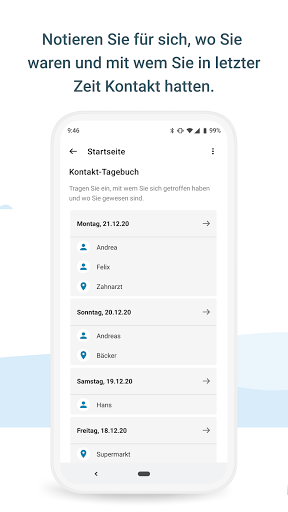 Notieren Sie für sich, wo Sie
waren und mit wem Sie in letzter
Zeit Kontakt hatten.
9:46
99%
Startseite
Kontakt-Tagebuch
Tragen Sie ein, mit wem Sie sich getroffen haben
und wo Sie gewesen sind.
Montag, 21.12.20
Andrea
Felix
Zahnarzt
Sonntag, 20.12.20
Andreas
Bäcker
Samstag, 19.12.20
Hans
Freitag, 18.12.20
Supermarkt